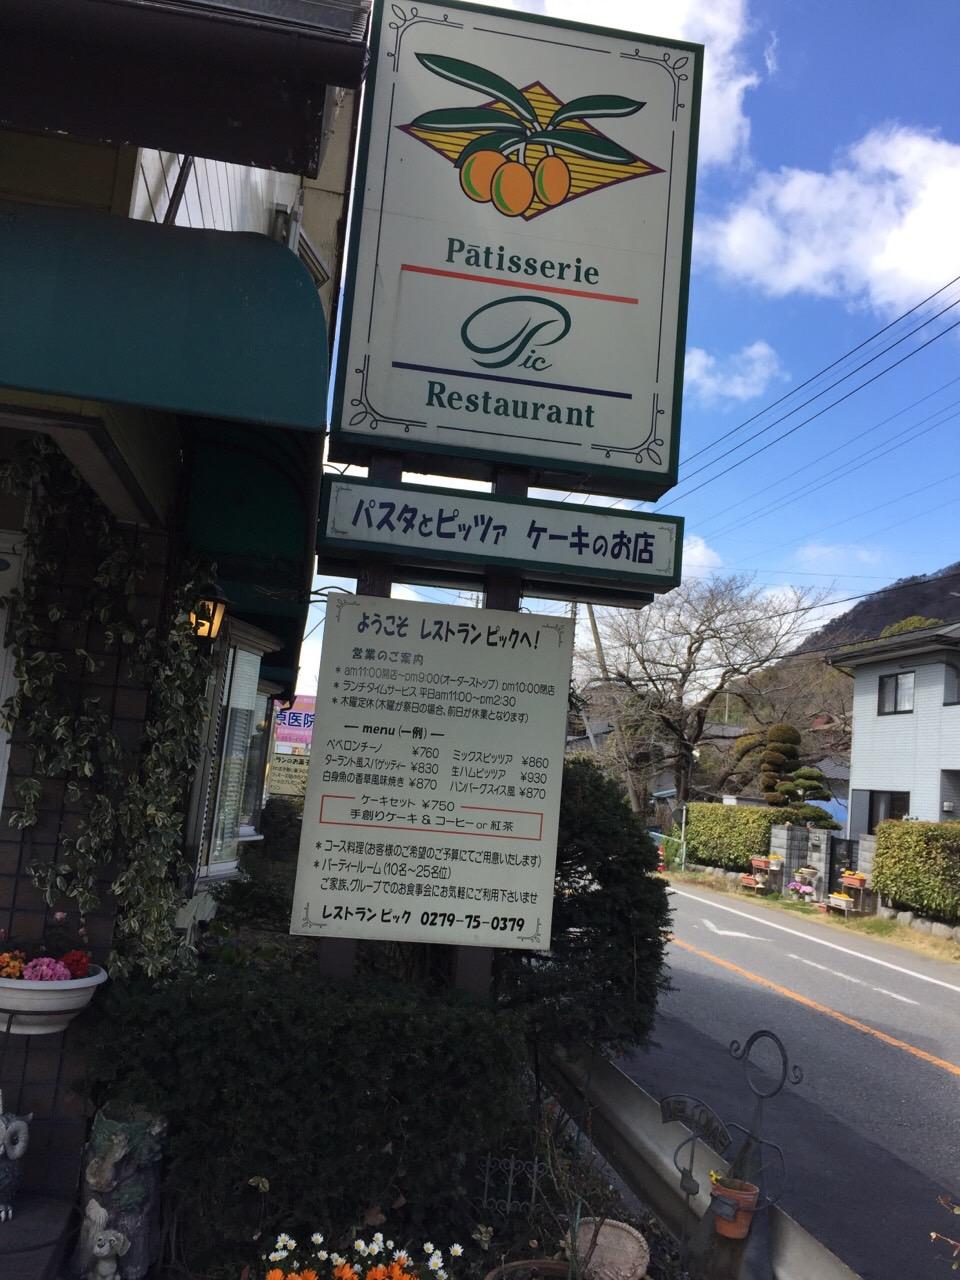 Pātisserie
Pic
Restaurant
パスタとピッツァ ケーキのお店
ようこそ レストラン ピックへ!
営業のご案内
* am11:00開店~pm9:00(オーダーストップ) pm10:00閉店
* ランチタイムサービス 平日am11:00~pm2:30
* 木曜定休(木曜が祭日の場合、前日が休業となります)
— menu(一例) —
ペペロンチーノ ¥760 ミックスピッツア ¥860
タラント風スパゲッティー ¥830 生ハムピッツア ¥930
白身魚の香草風味焼き ¥870 ハンバーグスイス風 ¥870
ケーキセット ¥750
手創りケーキ & コーヒー or 紅茶
* コース料理(お客様のご希望のご予算にてご用意いたします)
* パーティールーム(10名~25名位)
ご家族、グループでのお食事会にお気軽にご利用下さいませ
レストラン ピック 0279-75-0379
原医院
WELCOME